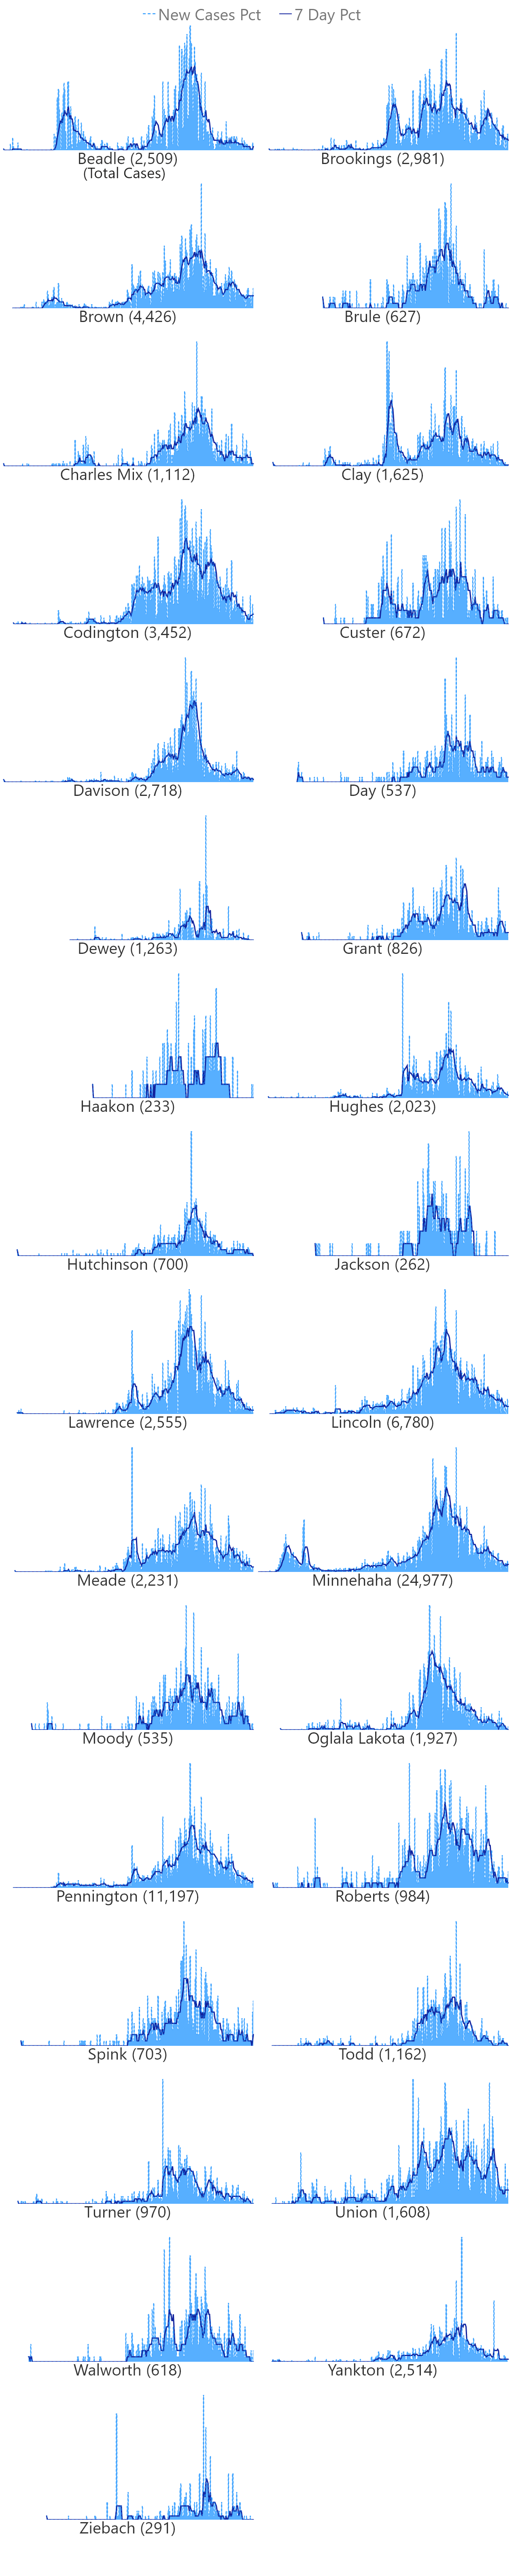 New Cases Pct 7 Day Pct
Beadle (2,509) Brookings (2,981)
(Total Cases)
Brown (4,426) Brule (627)
Charles Mix (1,112) Clay (1,625)
Codington (3,452) Custer (672)
Davison (2,718) Day (537)
Dewey (1,263) Grant (826)
Haakon (233) Hughes (2,023)
Hutchinson (700) Jackson (262)
Lawrence (2,555) Lincoln (6,780)
Meade (2,231) Minnehaha (24,977)
Moody (535) Oglala Lakota (1,927)
Pennington (11,197) Roberts (984)
Spink (703) Todd (1,162)
Turner (970) Union (1,608)
Walworth (618) Yankton (2,514)
Ziebach (291)